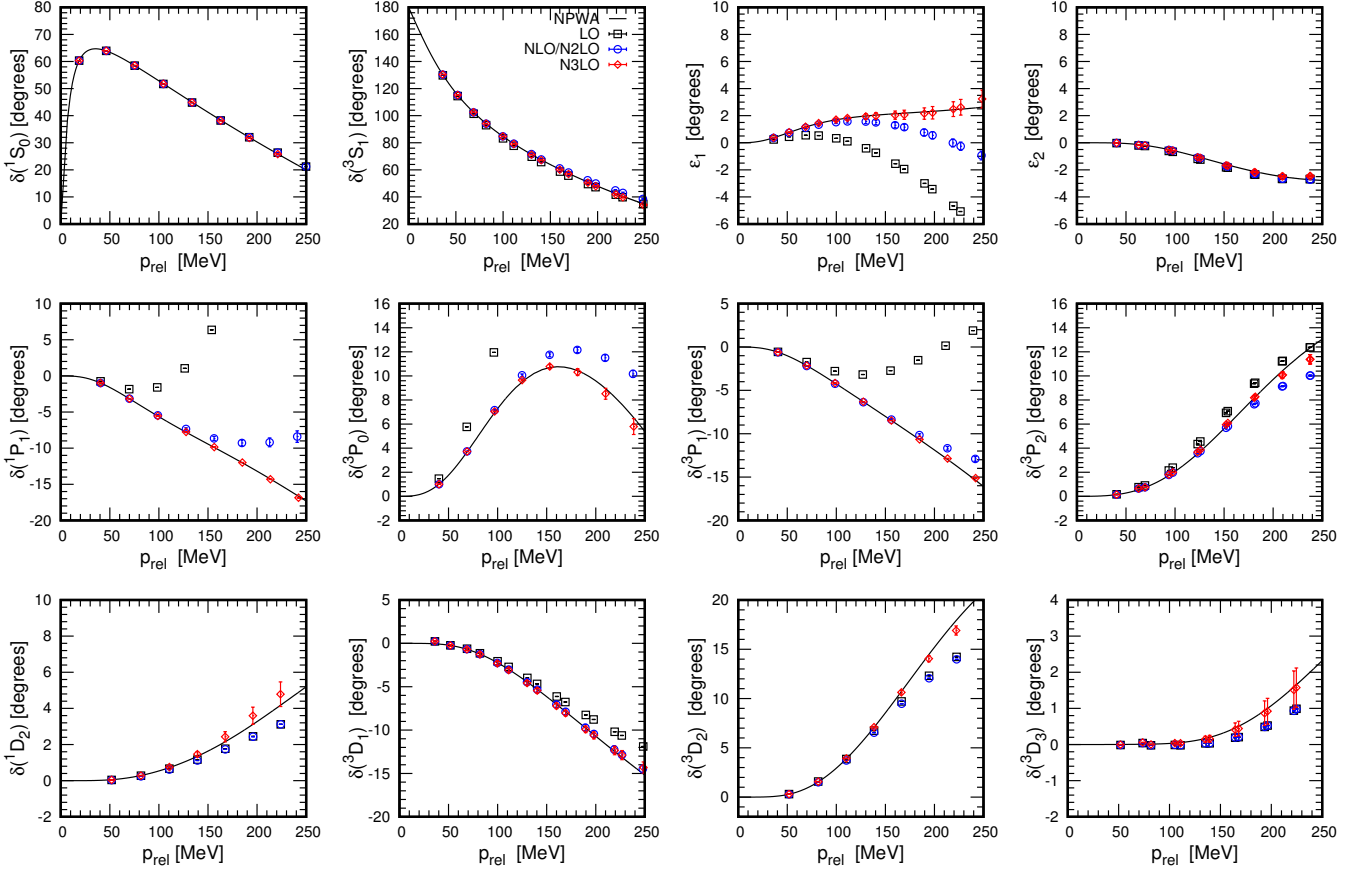 δ(¹S₀) [degrees]
80
70
60
50
40
30
20
10
0
0 50 100 150 200 250
p_rel [MeV]
δ(³S₁) [degrees]
180
160
140
120
100
80
60
40
20
0 50 100 150 200 250
p_rel [MeV]
NPWA
LO
NLO/N2LO
N3LO
ε₁ [degrees]
10
8
6
4
2
0
-2
-4
-6
0 50 100 150 200 250
p_rel [MeV]
ε₂ [degrees]
10
8
6
4
2
0
-2
-4
-6
0 50 100 150 200 250
p_rel [MeV]
δ(¹P₁) [degrees]
10
5
0
-5
-10
-15
-20
0 50 100 150 200 250
p_rel [MeV]
δ(³P₀) [degrees]
16
14
12
10
8
6
4
2
0
-2
0 50 100 150 200 250
p_rel [MeV]
δ(³P₁) [degrees]
5
0
-5
-10
-15
-20
0 50 100 150 200 250
p_rel [MeV]
δ(³P₂) [degrees]
16
14
12
10
8
6
4
2
0
-2
0 50 100 150 200 250
p_rel [MeV]
δ(¹D₂) [degrees]
10
8
6
4
2
0
-2
0 50 100 150 200 250
p_rel [MeV]
δ(³D₁) [degrees]
5
0
-5
-10
-15
-20
0 50 100 150 200 250
p_rel [MeV]
δ(³D₂) [degrees]
20
15
10
5
0
0 50 100 150 200 250
p_rel [MeV]
δ(³D₃) [degrees]
4
3
2
1
0
-1
-2
0 50 100 150 200 250
p_rel [MeV]